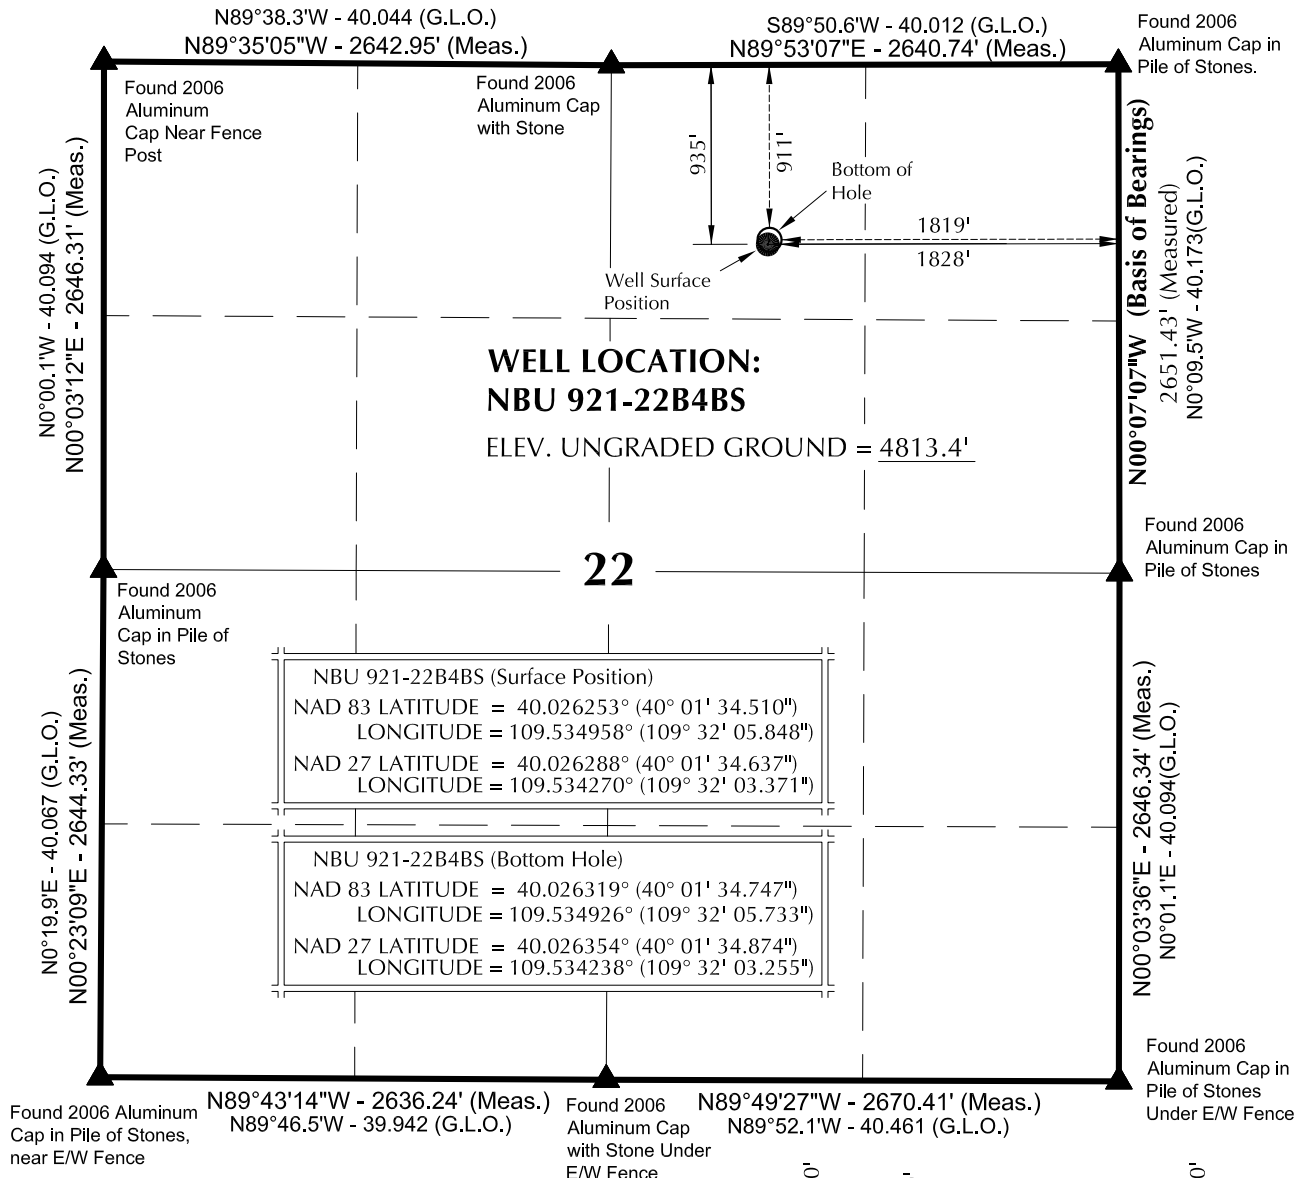 N89°38.3'W - 40.044 (G.L.O.)
N89°35'05"W - 2642.95' (Meas.)
S89°50.6'W - 40.012 (G.L.O.)
N89°53'07"E - 2640.74' (Meas.)
Found 2006
Aluminum Cap in
Pile of Stones.
Found 2006
Aluminum
Cap Near Fence
Post
Found 2006
Aluminum Cap
with Stone
935'
911'
Bottom of
Hole
1819'
1828'
Well Surface
Position
N0°00.1'W - 40.094 (G.L.O.)
N00°03'12"E - 2646.31' (Meas.)
N00°07'07"W (Basis of Bearings)
2651.43' (Measured)
N0°09.5'W - 40.173(G.L.O.)
WELL LOCATION:
NBU 921-22B4BS
ELEV. UNGRADED GROUND = 4813.4'
Found 2006
Aluminum Cap in
Pile of Stones
22
Found 2006
Aluminum
Cap in Pile of
Stones
NBU 921-22B4BS (Surface Position)
NAD 83 LATITUDE = 40.026253° (40° 01' 34.510")
LONGITUDE = 109.534958° (109° 32' 05.848")
NAD 27 LATITUDE = 40.026288° (40° 01' 34.637")
LONGITUDE = 109.534270° (109° 32' 03.371")
NBU 921-22B4BS (Bottom Hole)
NAD 83 LATITUDE = 40.026319° (40° 01' 34.747")
LONGITUDE = 109.534926° (109° 32' 05.733")
NAD 27 LATITUDE = 40.026354° (40° 01' 34.874")
LONGITUDE = 109.534238° (109° 32' 03.255")
N0°19.9'E - 40.067 (G.L.O.)
N00°23'09"E - 2644.33' (Meas.)
N00°03'36"E - 2646.34' (Meas.)
N0°01.1'E - 40.094(G.L.O.)
Found 2006
Aluminum Cap in
Pile of Stones
Under E/W Fence
Found 2006 Aluminum
Cap in Pile of Stones,
near E/W Fence
N89°43'14"W - 2636.24' (Meas.)
N89°46.5'W - 39.942 (G.L.O.)
Found 2006
Aluminum Cap
with Stone Under
E/W Fence
N89°49'27"W - 2670.41' (Meas.)
N89°52.1'W - 40.461 (G.L.O.)